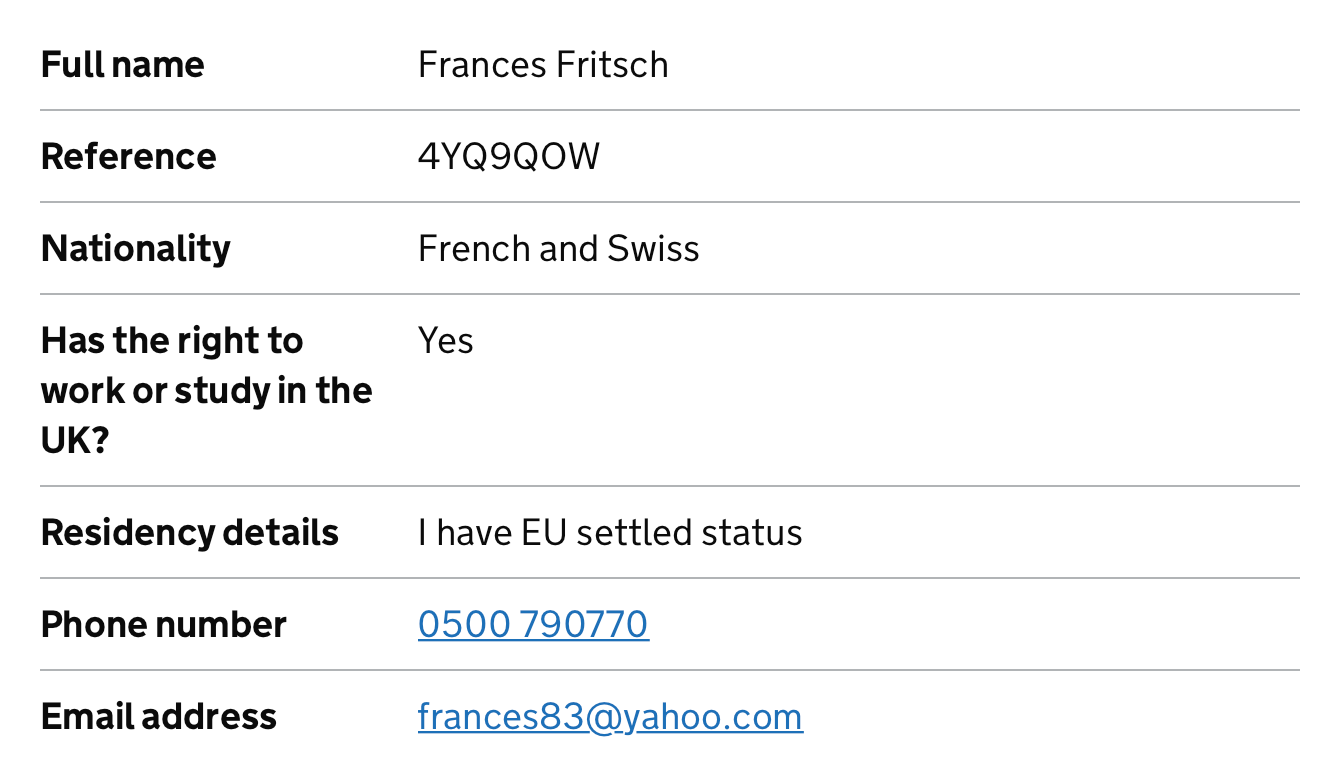 Full name Frances Fritsch
Reference 4YQ9QOW
Nationality French and Swiss
Has the right to Yes
work or study in the
UK?
Residency details I have EU settled status
Phone number 0500 790770
Email address frances83@yahoo.com